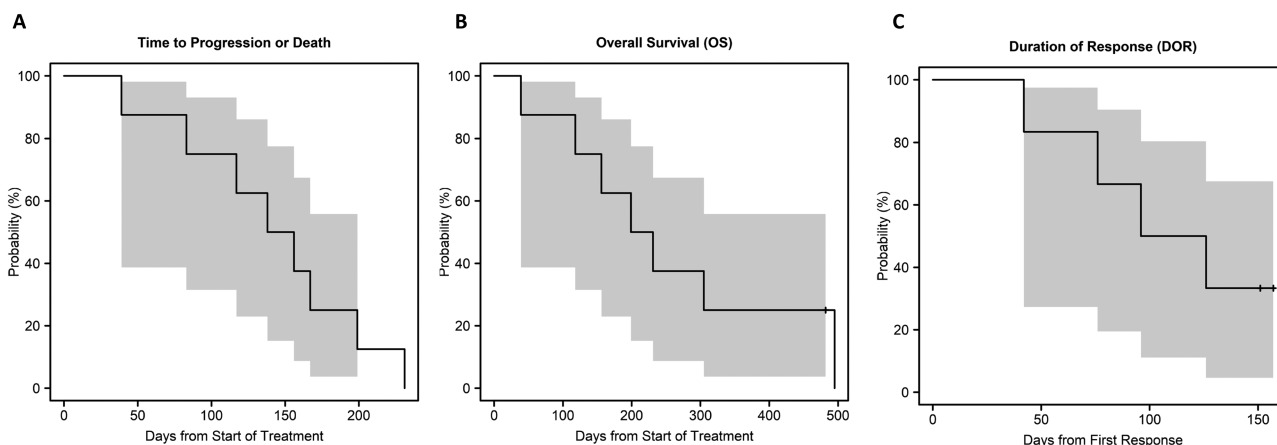 A
Time to Progression or Death
100
80
60
40
20
0
Probability (%)
0 50 100 150 200
Days from Start of Treatment
B
Overall Survival (OS)
100
80
60
40
20
0
Probability (%)
0 100 200 300 400 500
Days from Start of Treatment
C
Duration of Response (DOR)
100
80
60
40
20
0
Probability (%)
0 50 100 150
Days from First Response